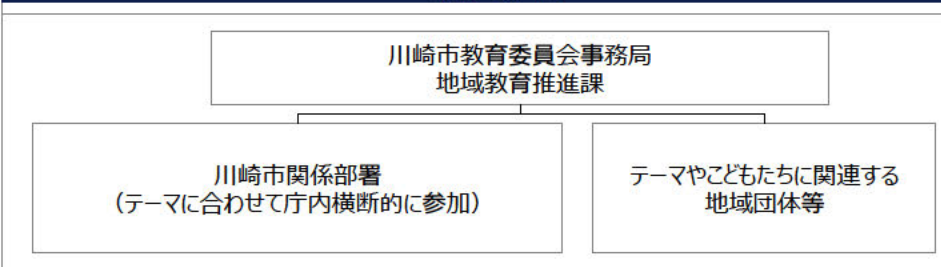 川崎市教育委員会事務局
地域教育推進課
川崎市関係部署
（テーマに合わせて庁内横断的に参加）
テーマやこどもたちに関連する
地域団体等